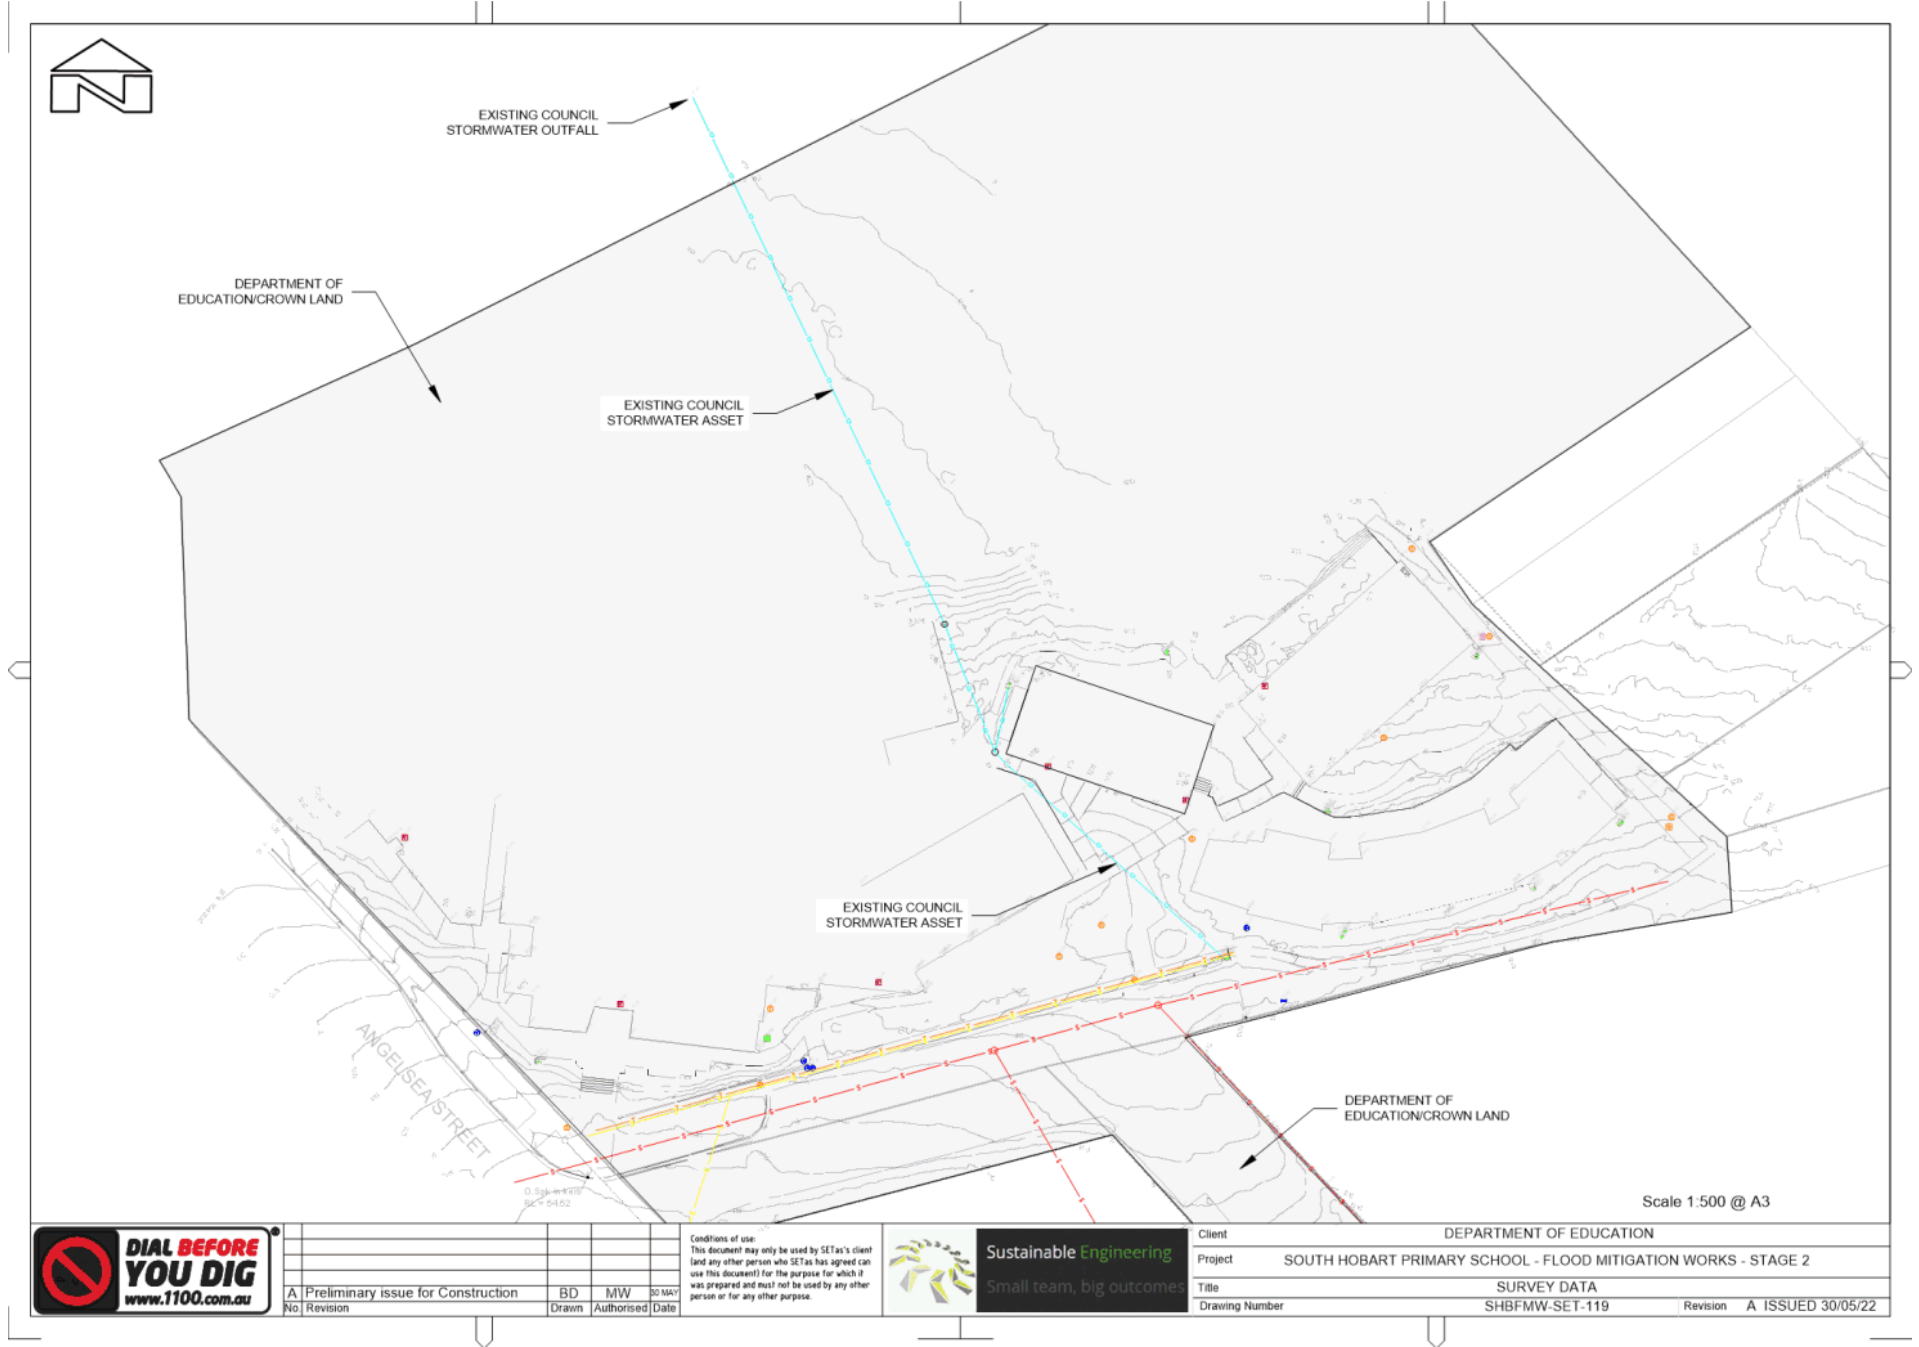 EXISTING COUNCIL
STORMWATER OUTFALL
DEPARTMENT OF
EDUCATION/CROWN LAND
EXISTING COUNCIL
STORMWATER ASSET
EXISTING COUNCIL
STORMWATER ASSET
ANGELSEA STREET
DEPARTMENT OF
EDUCATION/CROWN LAND
Scale 1:500 @ A3
DIAL BEFORE
YOU DIG
www.1100.com.au
A Preliminary issue for Construction BD MW 30 MAY
No. Revision Drawn Authorised Date
Conditions of use:
This document may only be used by SETas's client
(and any other person who SETas has agreed can
use this document) for the purpose for which it
was prepared and must not be used by any other
person or for any other purpose.
Sustainable Engineering
Small team, big outcomes
Client DEPARTMENT OF EDUCATION
Project SOUTH HOBART PRIMARY SCHOOL - FLOOD MITIGATION WORKS - STAGE 2
Title SURVEY DATA
Drawing Number SHBFMW-SET-119 Revision A ISSUED 30/05/22